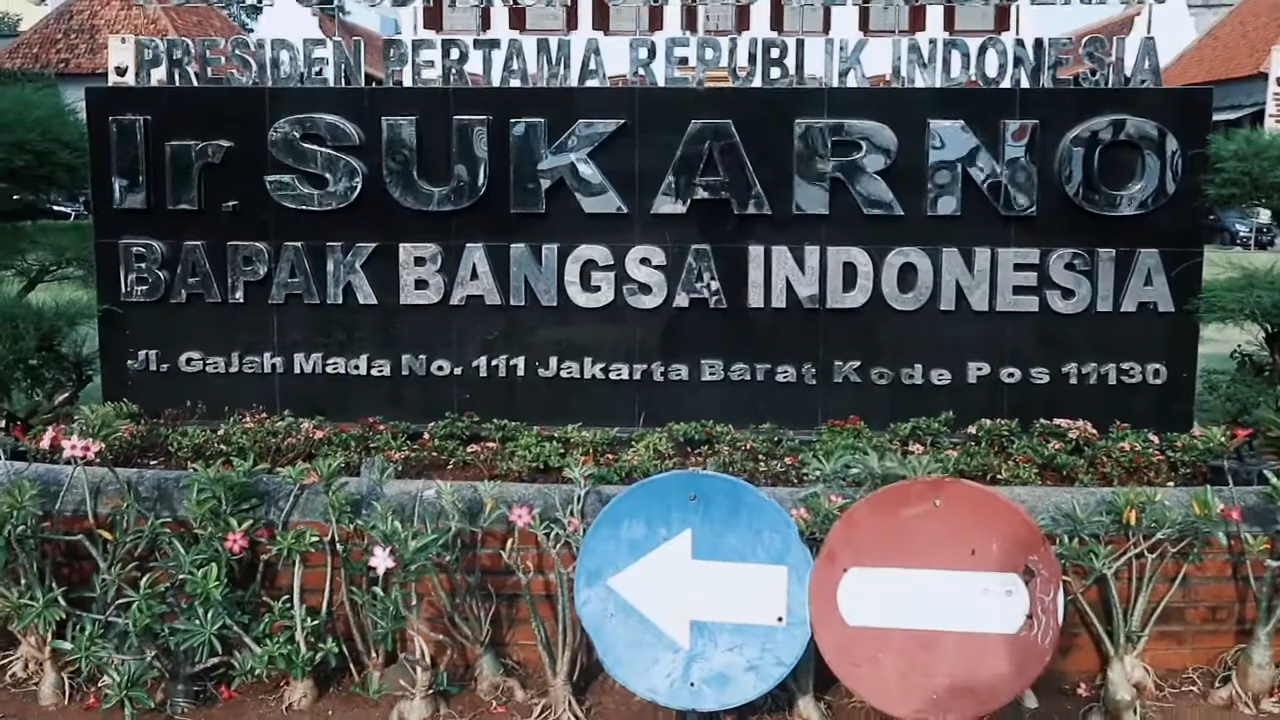 PRESIDEN PERTAMA REPUBLIK INDONESIA
Ir. SUKARNO
BAPAK BANGSA INDONESIA
Jl. GaJah Mada No. 111 Jakarta Barat Kode Pos 11130